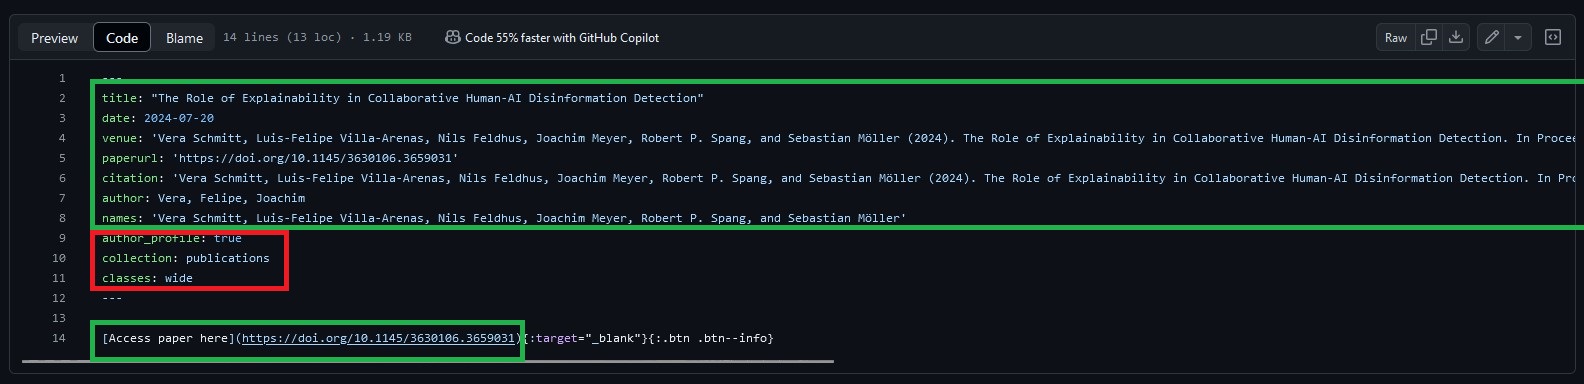 Preview Code Blame 14 lines (13 loc) · 1.19 KB Code 55% faster with GitHub Copilot Raw
1 ---
2 title: "The Role of Explainability in Collaborative Human-AI Disinformation Detection"
3 date: 2024-07-20
4 venue: 'Vera Schmitt, Luis-Felipe Villa-Arenas, Nils Feldhus, Joachim Meyer, Robert P. Spang, and Sebastian Möller (2024). The Role of Explainability in Collaborative Human-AI Disinformation Detection. In Procee
5 paperurl: 'https://doi.org/10.1145/3630106.3659031'
6 citation: 'Vera Schmitt, Luis-Felipe Villa-Arenas, Nils Feldhus, Joachim Meyer, Robert P. Spang, and Sebastian Möller (2024). The Role of Explainability in Collaborative Human-AI Disinformation Detection. In Pro
7 author: Vera, Felipe, Joachim
8 names: 'Vera Schmitt, Luis-Felipe Villa-Arenas, Nils Feldhus, Joachim Meyer, Robert P. Spang, and Sebastian Möller'
9 author_profile: true
10 collection: publications
11 classes: wide
12 ---
13
14 [Access paper here](https://doi.org/10.1145/3630106.3659031){:target="_blank"}{:.btn .btn--info}